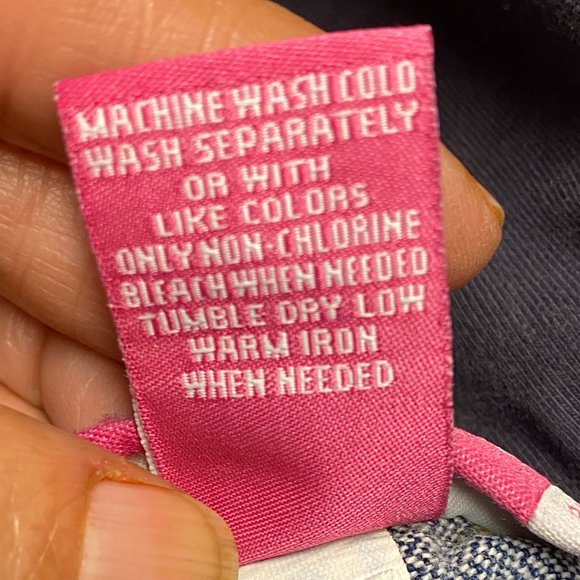 MACHINE WASH COLD
WASH SEPARATELY
OR WITH
LIKE COLORS
ONLY NON-CHLORINE
BLEACH WHEN NEEDED
TUMBLE DRY LOW
WARM IRON
WHEN NEEDED